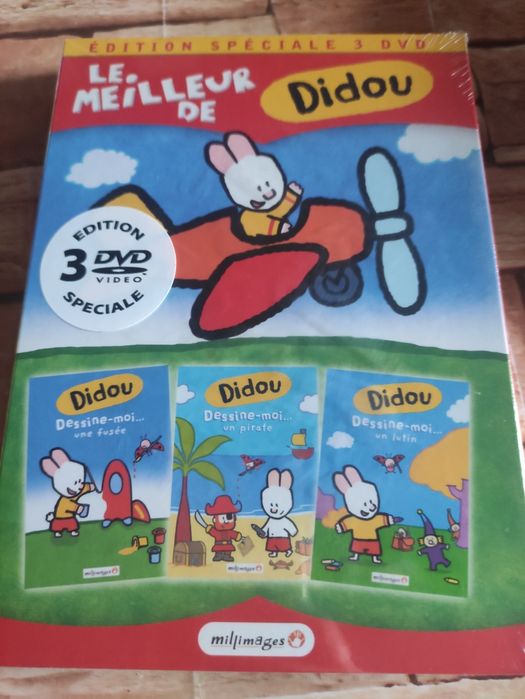 ÉDITION SPÉCIALE 3 DVD
LE
MEILLEUR
DE
Didou
EDITION
3 DVD
VIDEO
SPECIALE
Didou
Dessine-moi...
une fusée
millimages
Didou
Dessine-moi...
un pirate
millimages
Didou
Dessine-moi...
un lutin
millimages
millimages